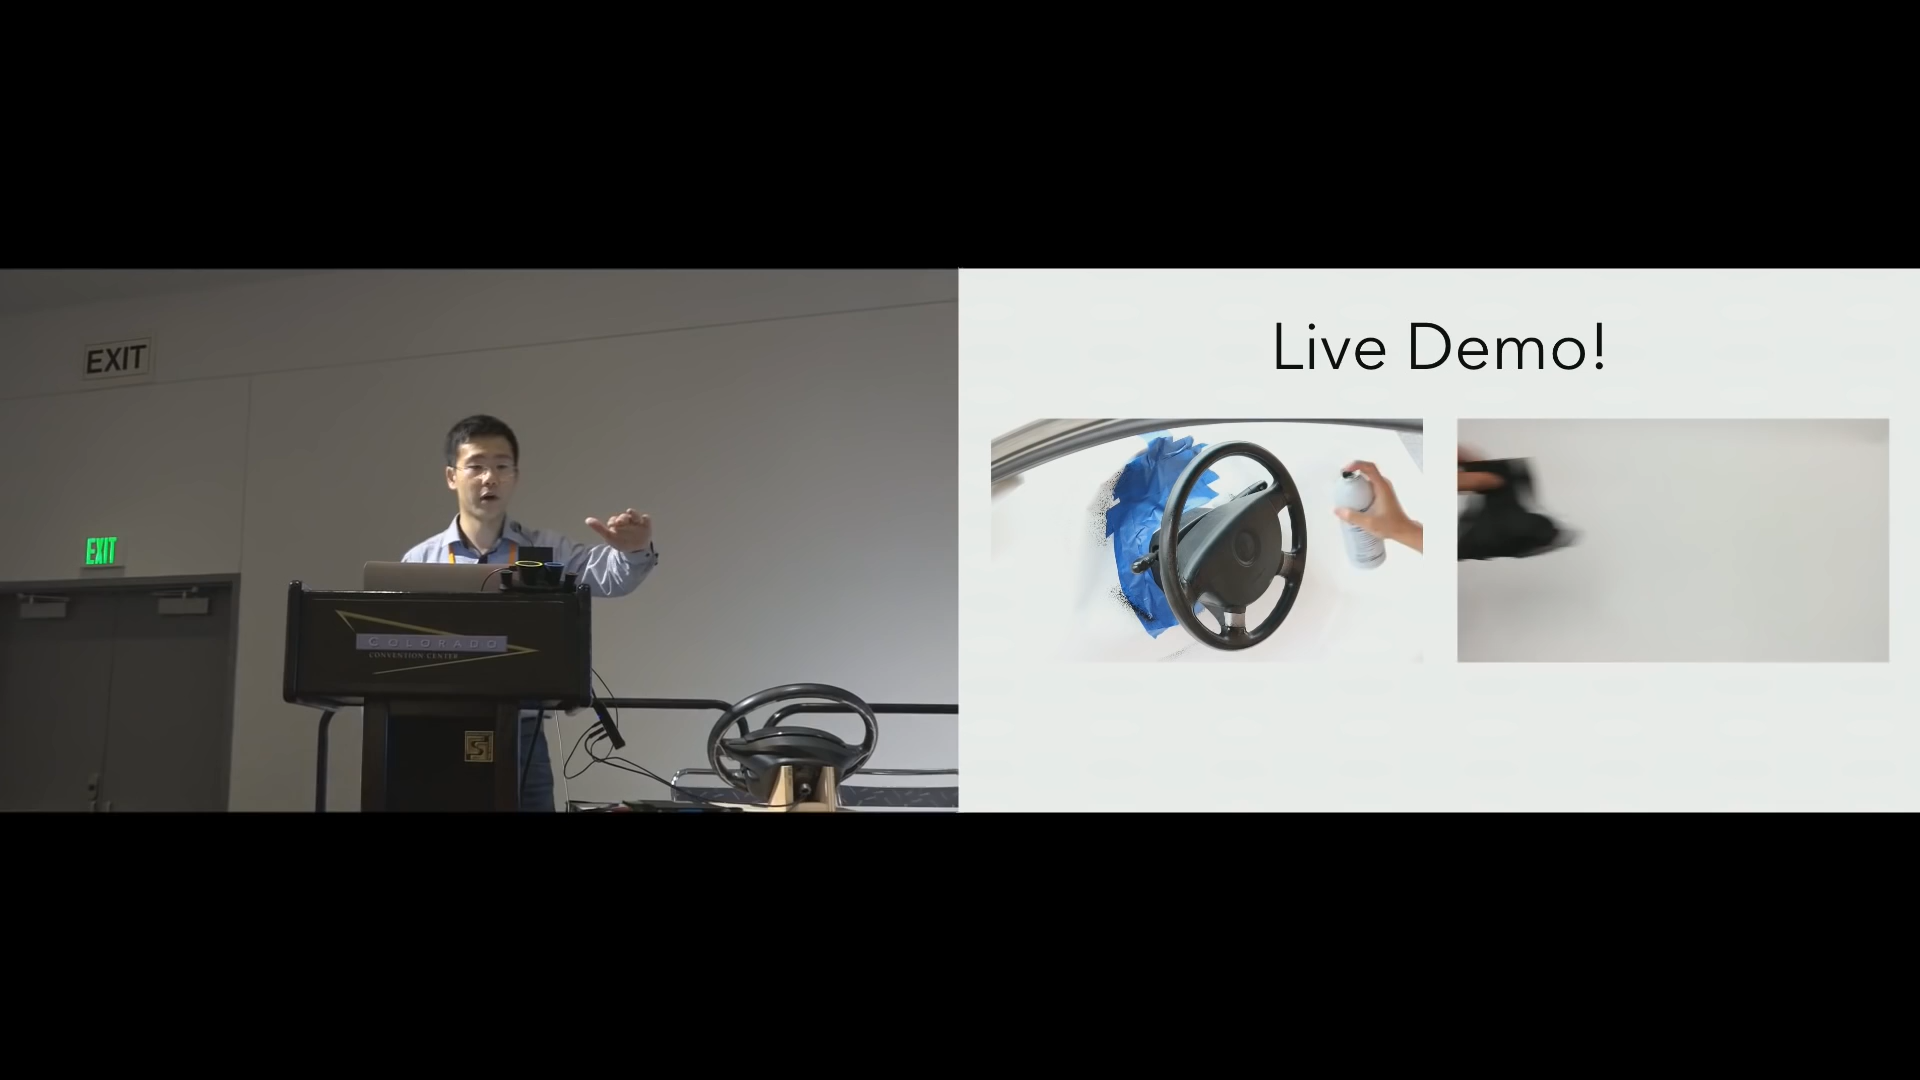 EXIT
EXIT
COLORADO
CONVENTION CENTER
Live Demo!